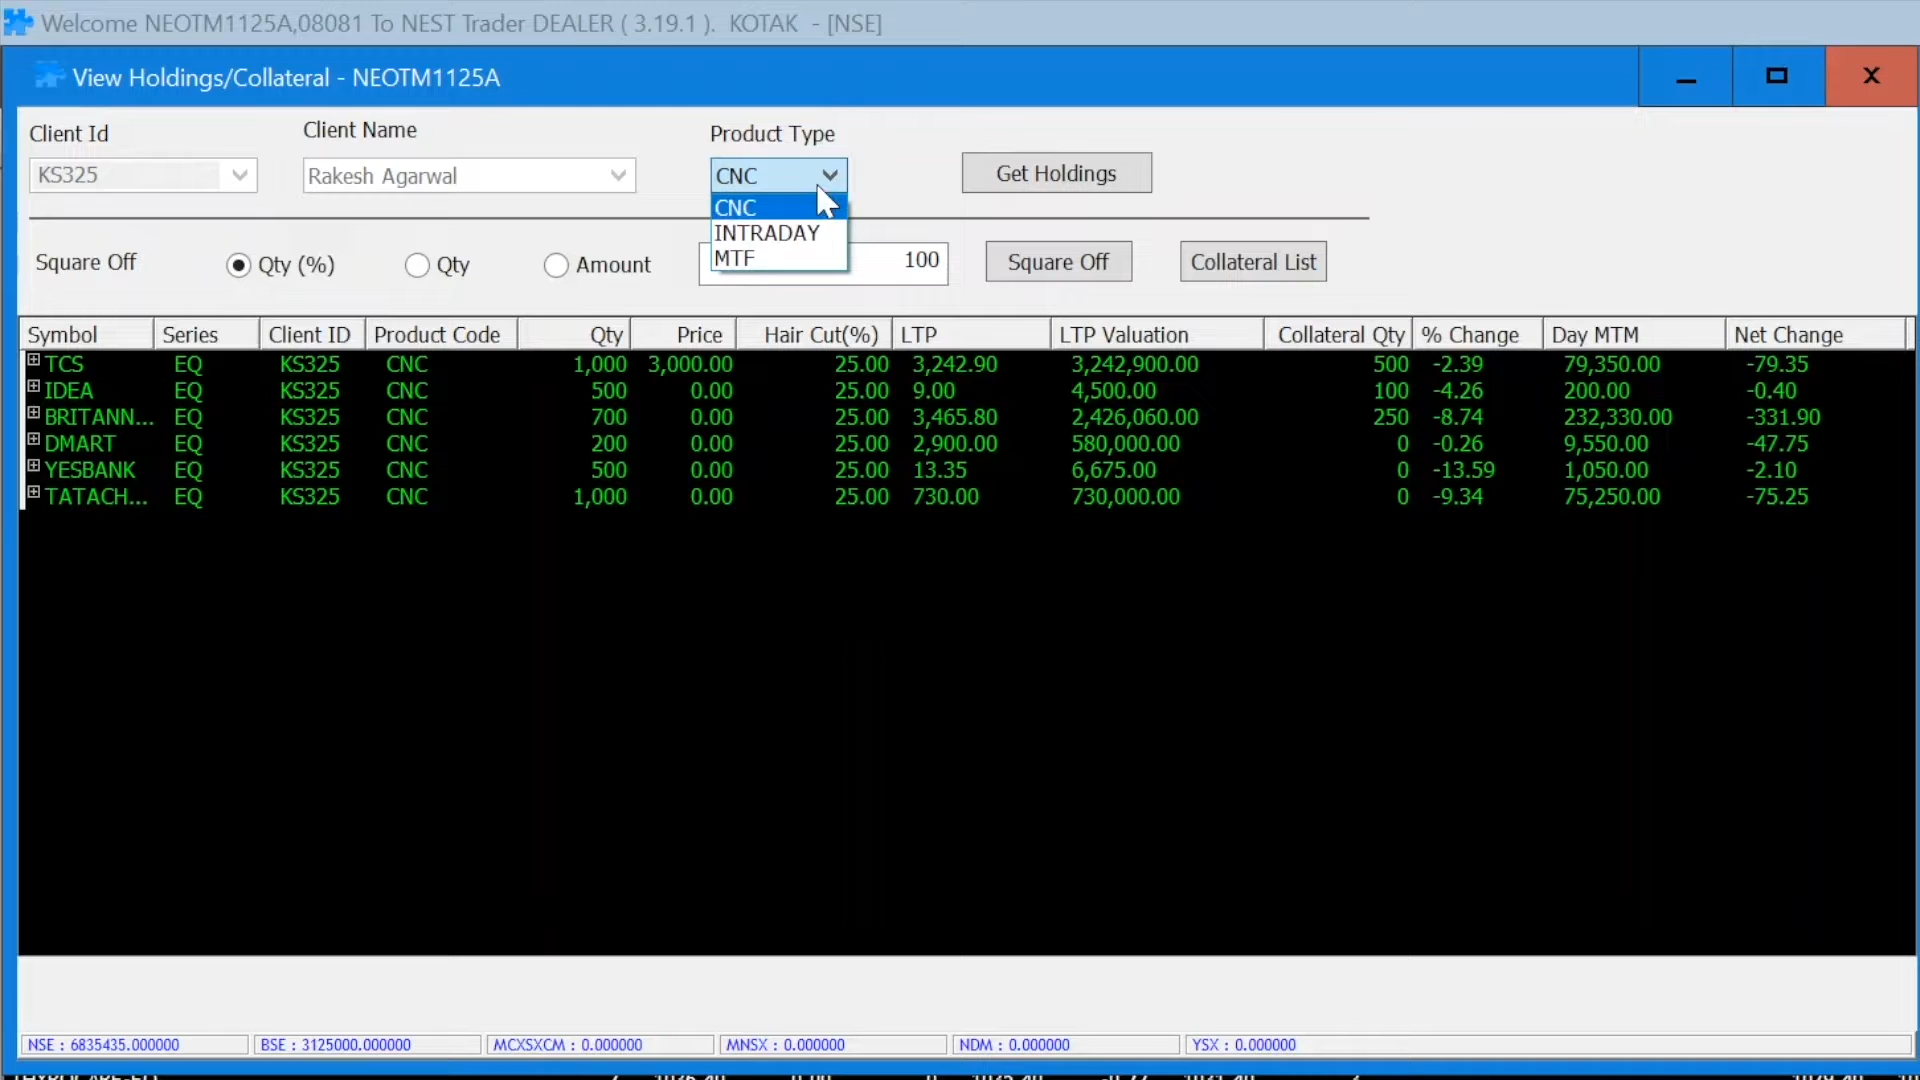 Welcome NEOTM1125A,08081 To NEST Trader DEALER ( 3.19.1 ). KOTAK - [NSE]
View Holdings/Collateral - NEOTM1125A
Client Id Client Name Product Type
KS325 Rakesh Agarwal CNC Get Holdings
CNC
INTRADAY
MTF
Square Off Qty (%) Qty Amount 100 Square Off Collateral List
Symbol Series Client ID Product Code Qty Price Hair Cut(%) LTP LTP Valuation Collateral Qty % Change Day MTM Net Change
TCS EQ KS325 CNC 1,000 3,000.00 25.00 3,242.90 3,242,900.00 500 -2.39 79,350.00 -79.35
IDEA EQ KS325 CNC 500 0.00 25.00 9.00 4,500.00 100 -4.26 200.00 -0.40
BRITANN... EQ KS325 CNC 700 0.00 25.00 3,465.80 2,426,060.00 250 -8.74 232,330.00 -331.90
DMART EQ KS325 CNC 200 0.00 25.00 2,900.00 580,000.00 0 -0.26 9,550.00 -47.75
YESBANK EQ KS325 CNC 500 0.00 25.00 13.35 6,675.00 0 -13.59 1,050.00 -2.10
TATACH... EQ KS325 CNC 1,000 0.00 25.00 730.00 730,000.00 0 -9.34 75,250.00 -75.25
NSE : 6835435.000000 BSE : 3125000.000000 MCXSXCM : 0.000000 MNSX : 0.000000 NDM : 0.000000 YSX : 0.000000